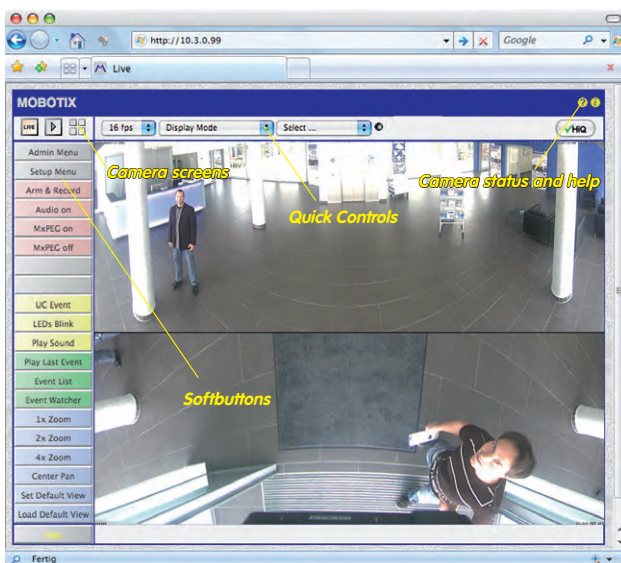 http://10.3.0.99
Google
Live
MOBOTIX
LIVE
16 fps
Display Mode
Select ...
HiQ
Admin Menu
Setup Menu
Arm & Record
Audio on
MxPEG on
MxPEG off
UC Event
LEDs Blink
Play Sound
Play Last Event
Event List
Event Watcher
1x Zoom
2x Zoom
4x Zoom
Center Pan
Set Default View
Load Default View
Camera screens
Quick Controls
Camera status and help
Softbuttons
Fertig